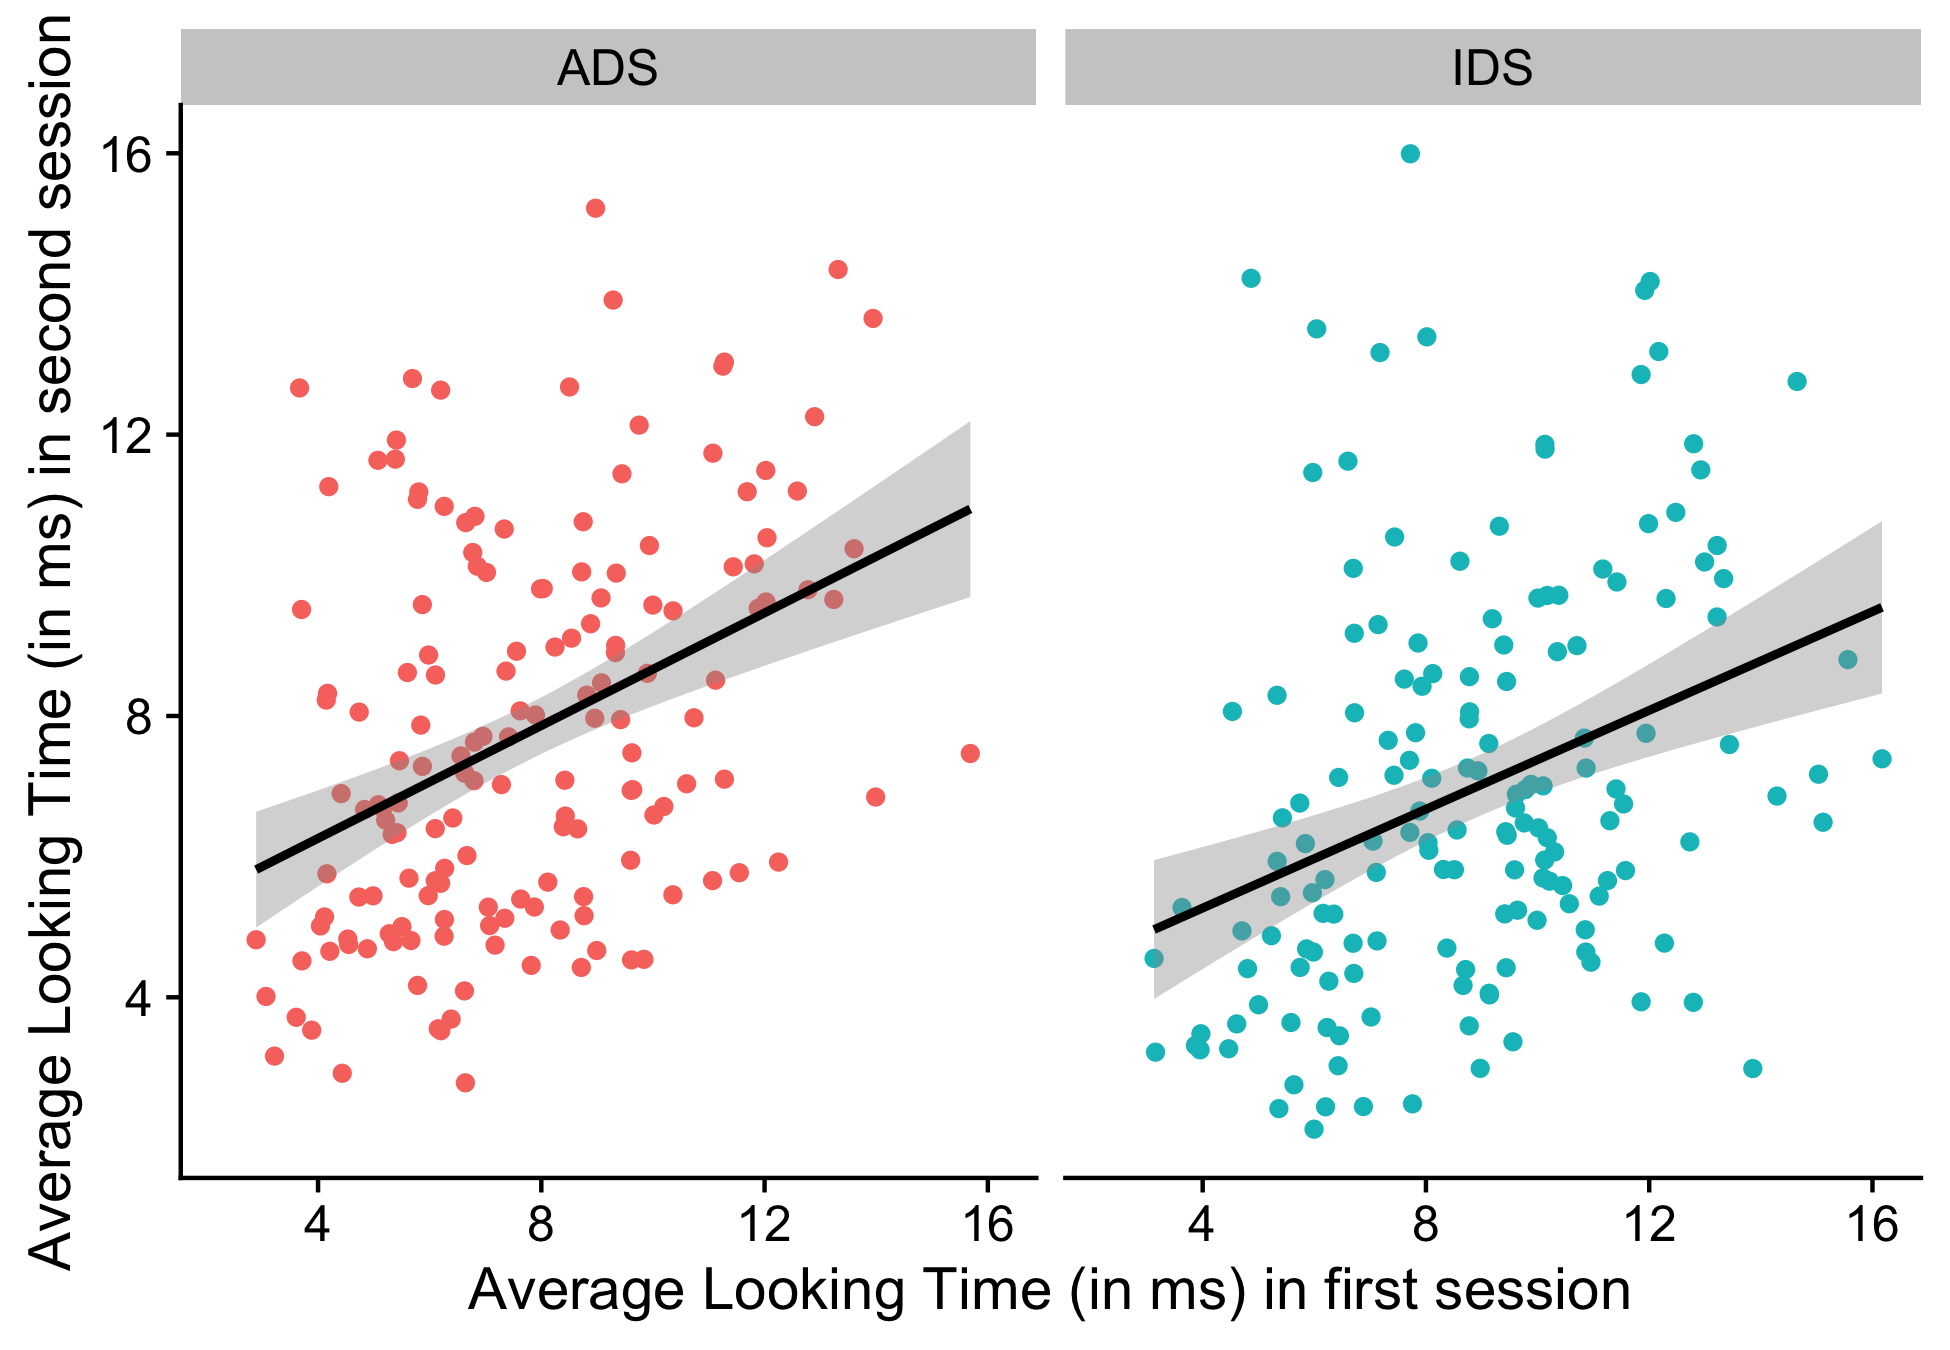 ADS
IDS
Average Looking Time (in ms) in second session
16
12
8
4
4 8 12 16
4 8 12 16
Average Looking Time (in ms) in first session